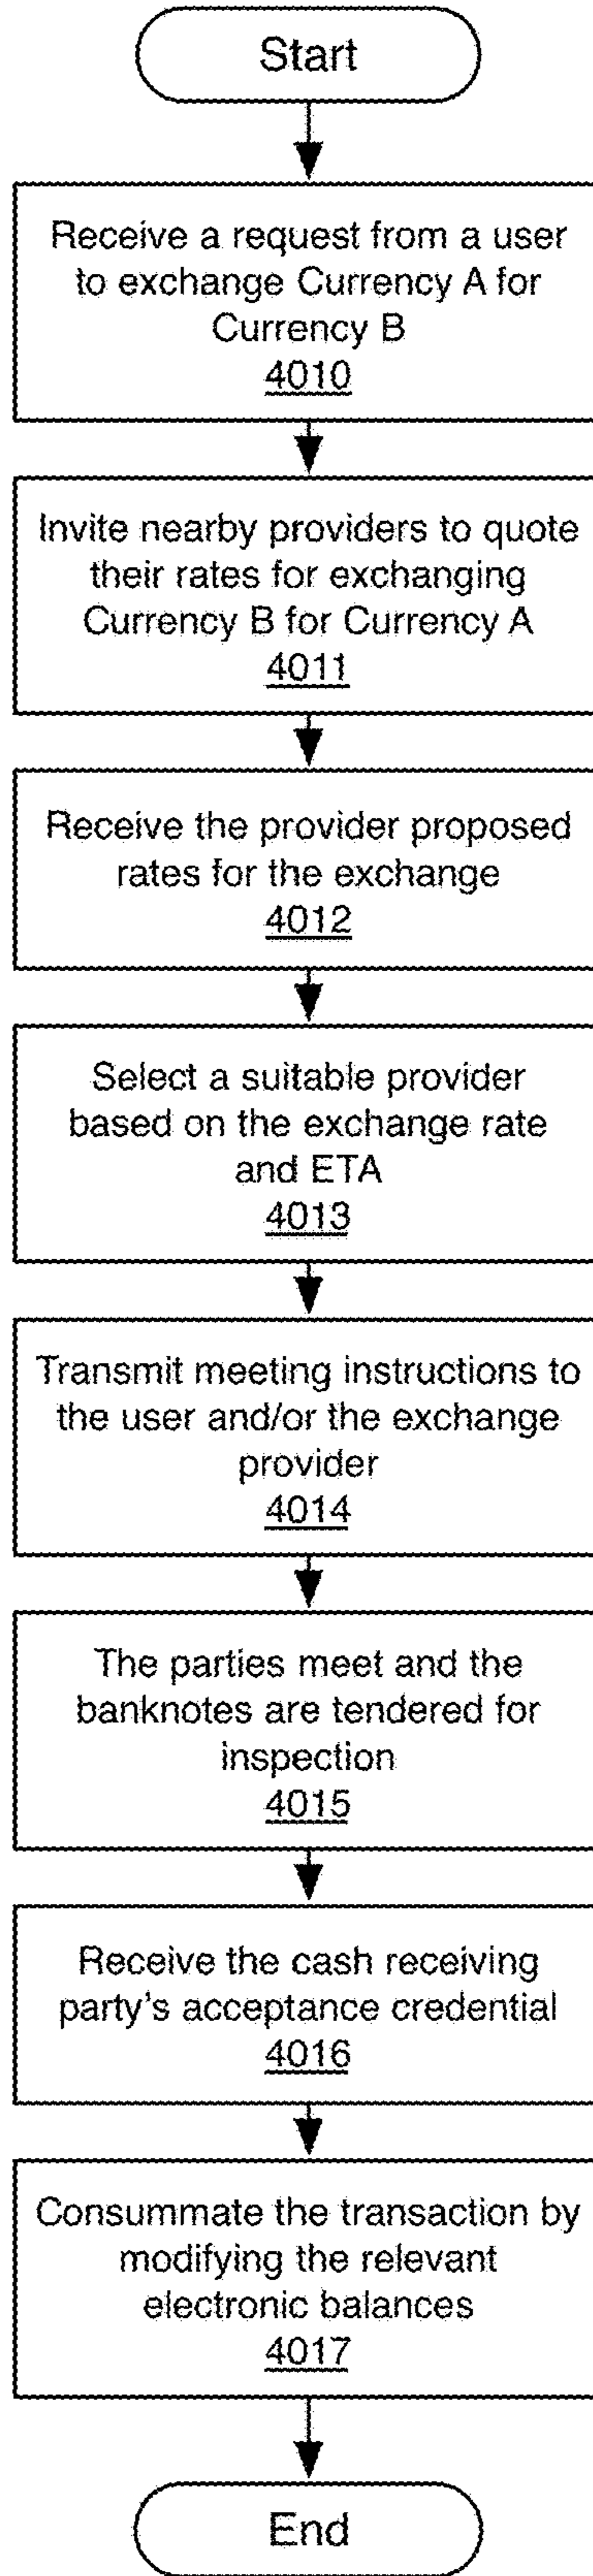 Start
Receive a request from a user
to exchange Currency A for
Currency B
4010
Invite nearby providers to quote
their rates for exchanging
Currency B for Currency A
4011
Receive the provider proposed
rates for the exchange
4012
Select a suitable provider
based on the exchange rate
and ETA
4013
Transmit meeting instructions to
the user and/or the exchange
provider
4014
The parties meet and the
banknotes are tendered for
inspection
4015
Receive the cash receiving
party's acceptance credential
4016
Consummate the transaction by
modifying the relevant
electronic balances
4017
End